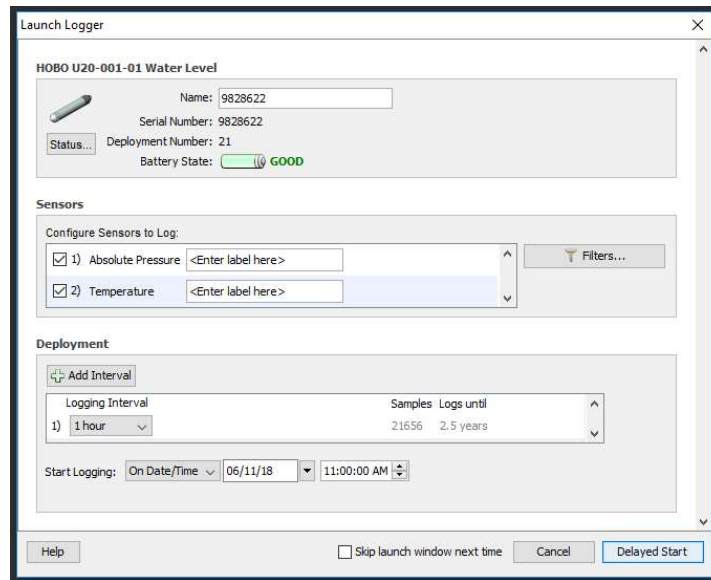 Launch Logger
HOBO U20-001-01 Water Level
Name: 9828622
Serial Number: 9828622
Status... Deployment Number: 21
Battery State: GOOD
Sensors
Configure Sensors to Log:
1) Absolute Pressure <Enter label here> Filters...
2) Temperature <Enter label here>
Deployment
Add Interval
Logging Interval Samples Logs until
1) 1 hour 21656 2.5 years
Start Logging: On Date/Time 06/11/18 11:00:00 AM
Help Skip launch window next time Cancel Delayed Start